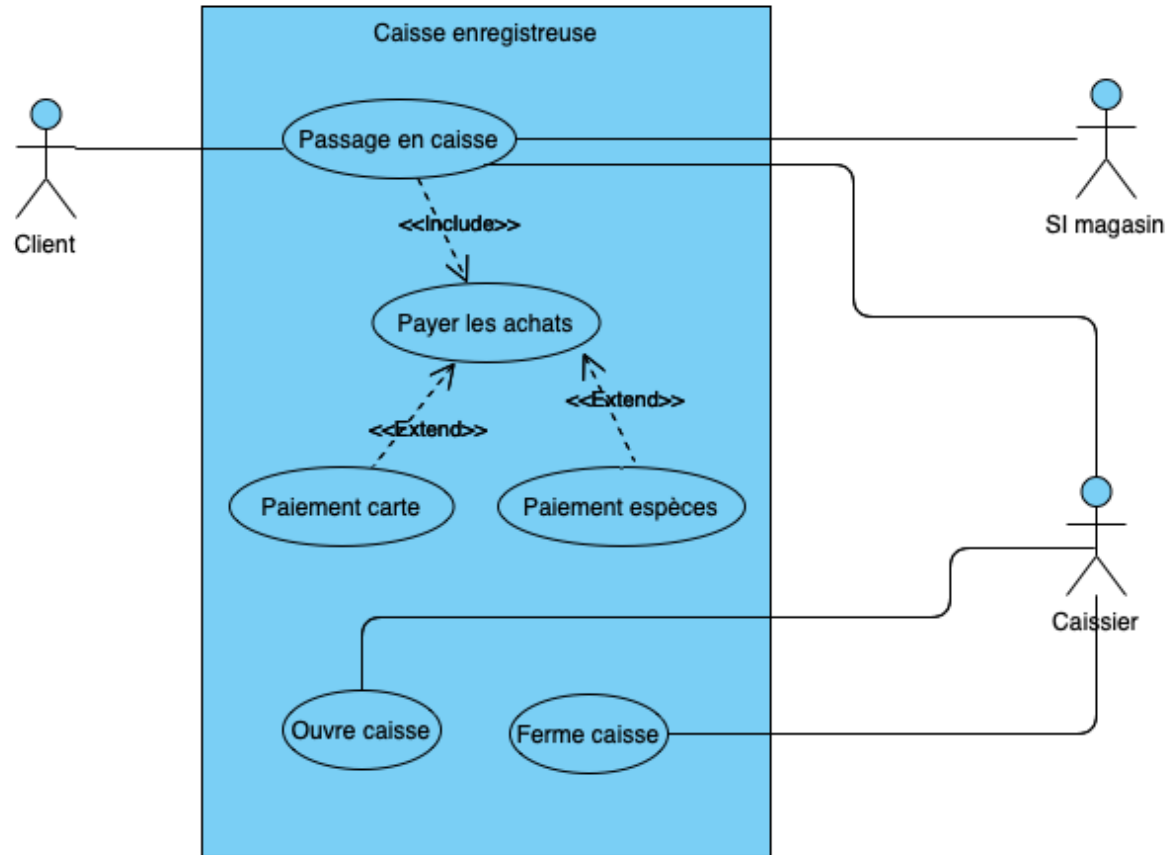 Caisse enregistreuse
Passage en caisse
Client
SI magasin
<<Include>>
Payer les achats
<<Extend>>
<<Extend>>
Paiement carte
Paiement espèces
Caissier
Ouvre caisse
Ferme caisse